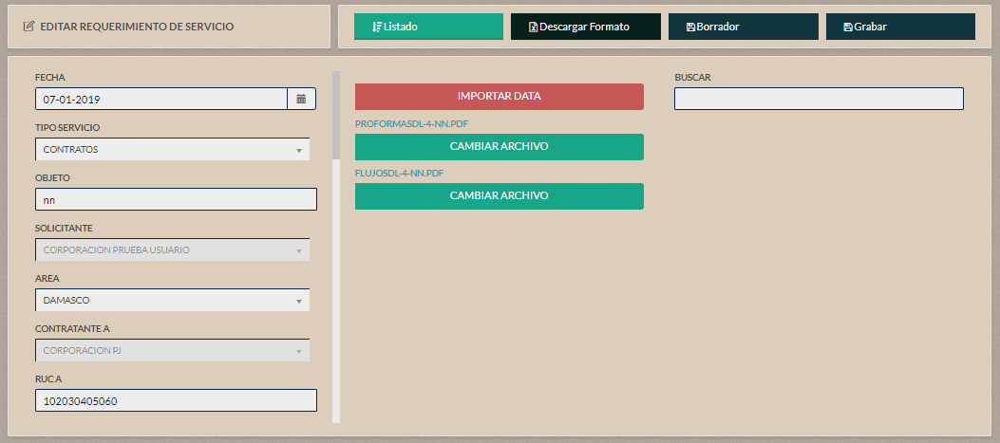 EDITAR REQUERIMIENTO DE SERVICIO
Listado
Descargar Formato
Borrador
Grabar
FECHA
07-01-2019
TIPO SERVICIO
CONTRATOS
OBJETO
nn
SOLICITANTE
CORPORACION PRUEBA USUARIO
AREA
DAMASCO
CONTRATANTE A
CORPORACION PJ
RUC A
102030405060
IMPORTAR DATA
PROFORMASDL-4-NN.PDF
CAMBIAR ARCHIVO
FLUJOSDL-4-NN.PDF
CAMBIAR ARCHIVO
BUSCAR